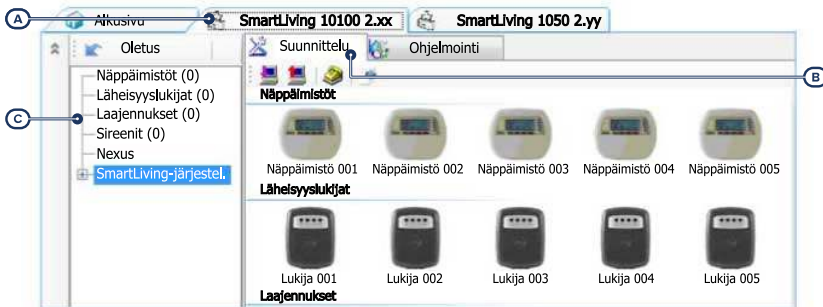 A
Alkusivu
SmartLiving 10100 2.xx
SmartLiving 1050 2.yy
Oletus
Suunnittelu
Ohjelmointi
B
C
Näppäimistöt (0)
Läheisyyslukijat (0)
Laajennukset (0)
Sireenit (0)
Nexus
SmartLiving-järjestel.
Näppäimistöt
Näppäimistö 001 Näppäimistö 002 Näppäimistö 003 Näppäimistö 004 Näppäimistö 005
Läheisyyslukijat
Lukija 001 Lukija 002 Lukija 003 Lukija 004 Lukija 005
Laajennukset